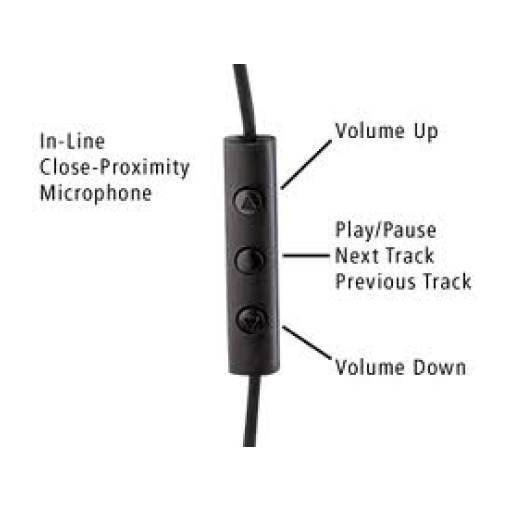 In-Line
Close-Proximity
Microphone
Volume Up
Play/Pause
Next Track
Previous Track
Volume Down